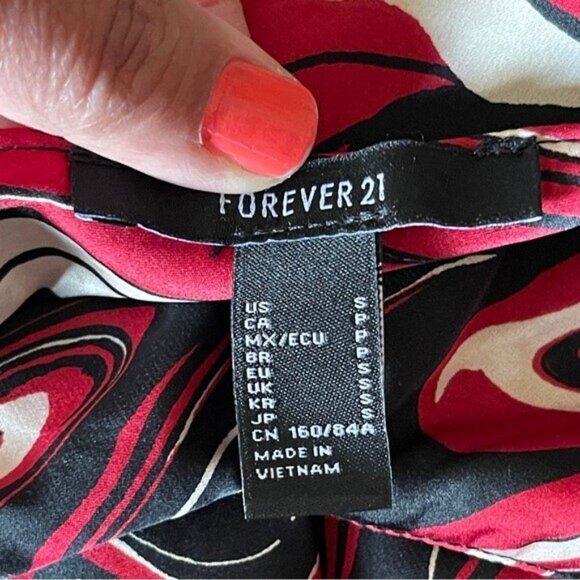 FOREVER 21
US S
CA P
MX/ECU P
BR P
EU S
UK S
KR S
JP S
CN 160/84A
MADE IN
VIETNAM